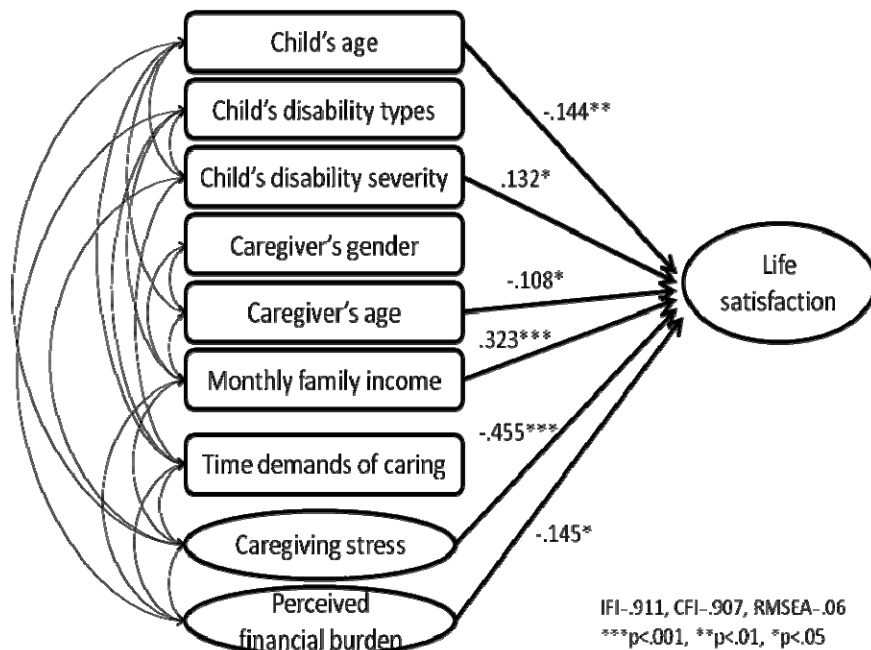 Child's age
Child's disability types
Child's disability severity
Caregiver's gender
Caregiver's age
Monthly family income
Time demands of caring
Caregiving stress
Perceived
financial burden
-.144**
.132*
-.108*
.323***
-.455***
-.145*
Life
satisfaction
IFI-.911, CFI-.907, RMSEA-.06
***p<.001, **p<.01, *p<.05